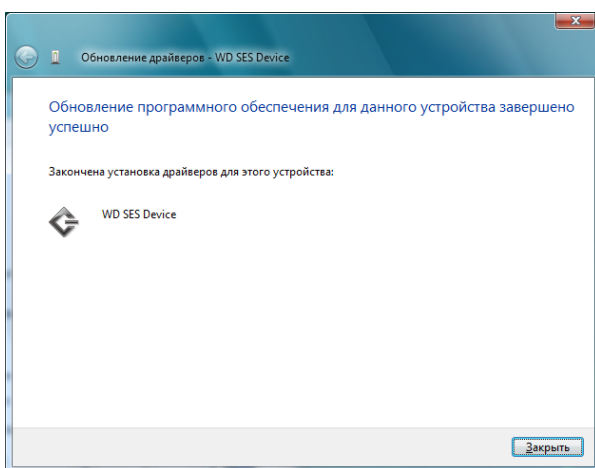 Обновление драйверов - WD SES Device
Обновление программного обеспечения для данного устройства завершено
успешно
Закончена установка драйверов для этого устройства:
WD SES Device
Закрыть